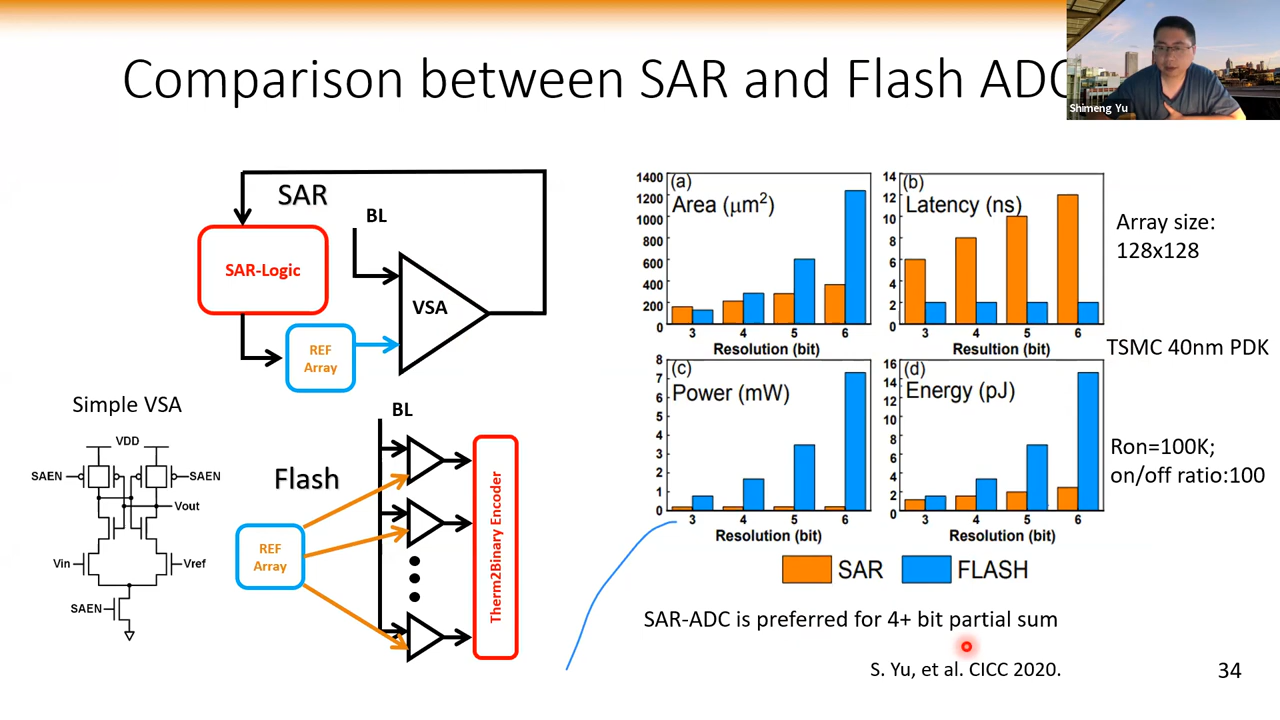 Comparison between SAR and Flash ADC
Shimeng Yu
SAR
BL
SAR-Logic
VSA
REF
Array
Simple VSA
VDD
SAEN
SAEN
Vout
Vin
Vref
SAEN
BL
Flash
REF
Array
Therm2Binary Encoder
(a)
Area (μm²)
1400
1200
1000
800
600
400
200
0
3 4 5 6
Resolution (bit)
(b)
Latency (ns)
14
12
10
8
6
4
2
0
3 4 5 6
Resultion (bit)
Array size:
128x128
TSMC 40nm PDK
(c)
Power (mW)
8
7
6
5
4
3
2
1
0
3 4 5 6
Resolution (bit)
(d)
Energy (pJ)
16
14
12
10
8
6
4
2
0
3 4 5 6
Resolution (bit)
Ron=100K;
on/off ratio:100
SAR FLASH
SAR-ADC is preferred for 4+ bit partial sum
S. Yu, et al. CICC 2020.
34